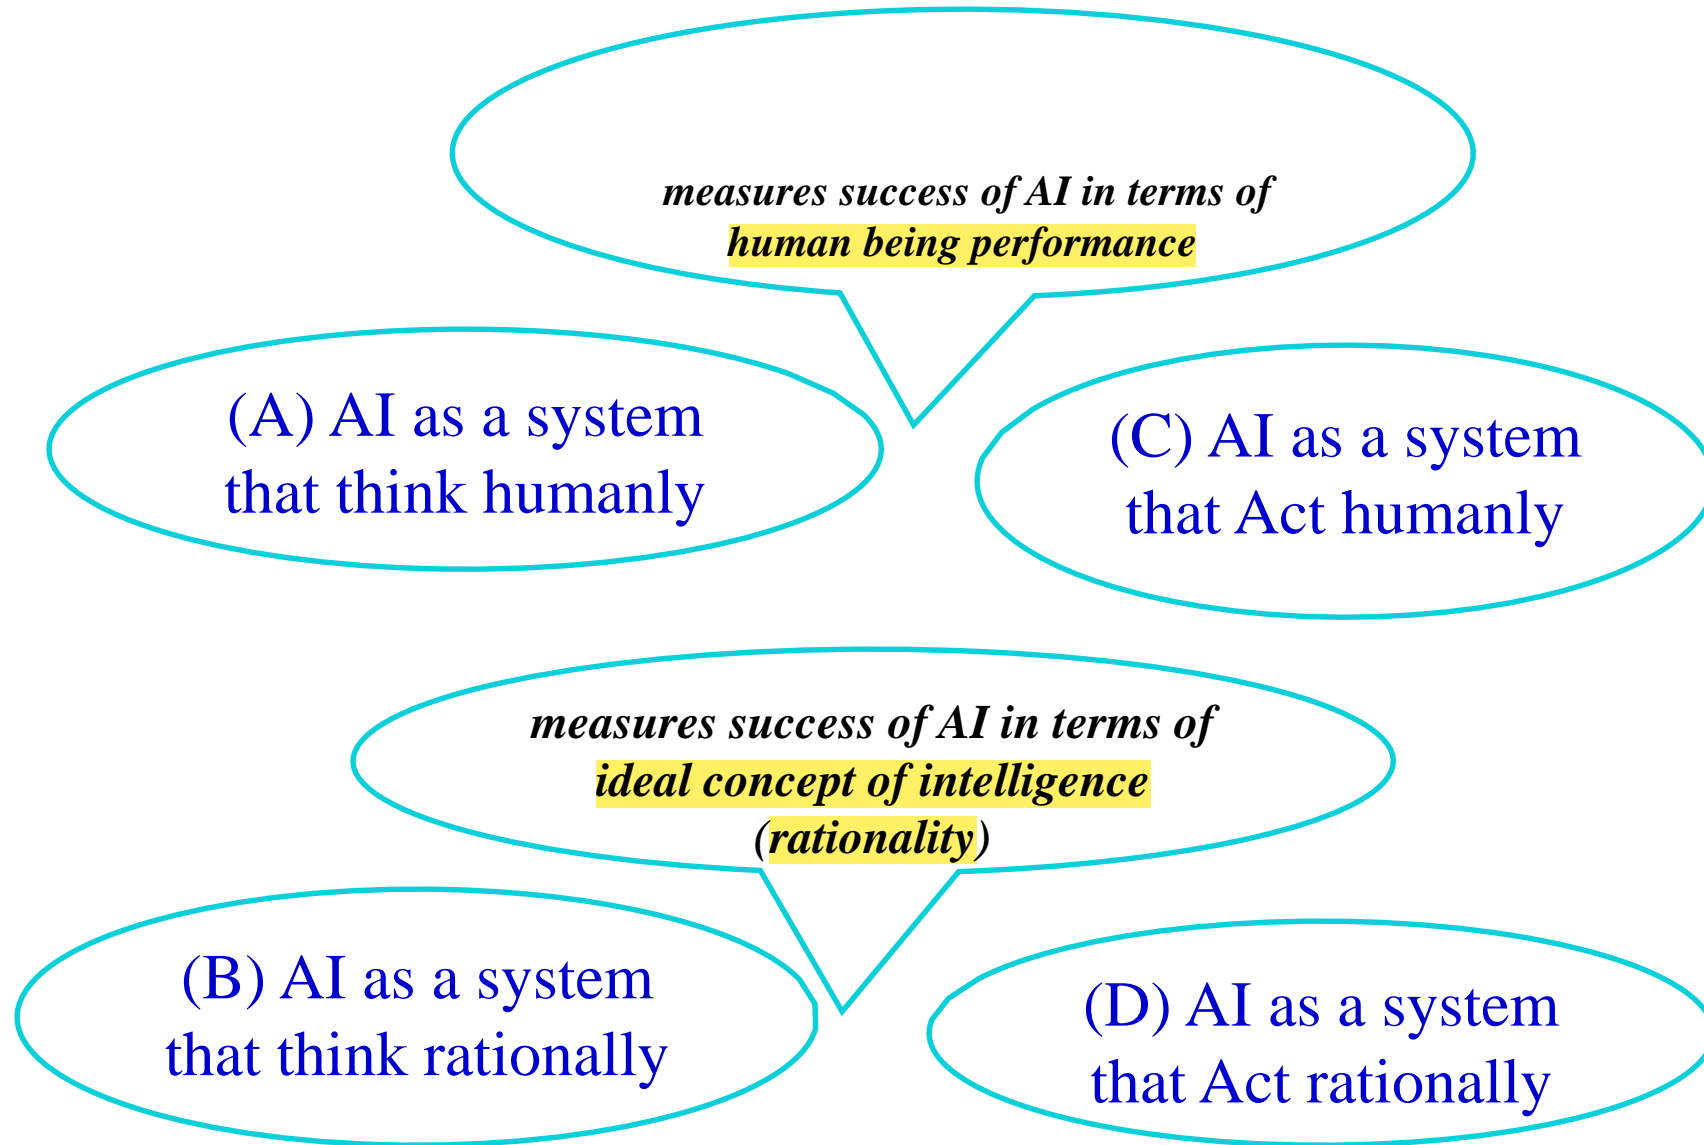 measures success of AI in terms of
human being performance
(A) AI as a system
that think humanly
(C) AI as a system
that Act humanly
measures success of AI in terms of
ideal concept of intelligence
(rationality)
(B) AI as a system
that think rationally
(D) AI as a system
that Act rationally